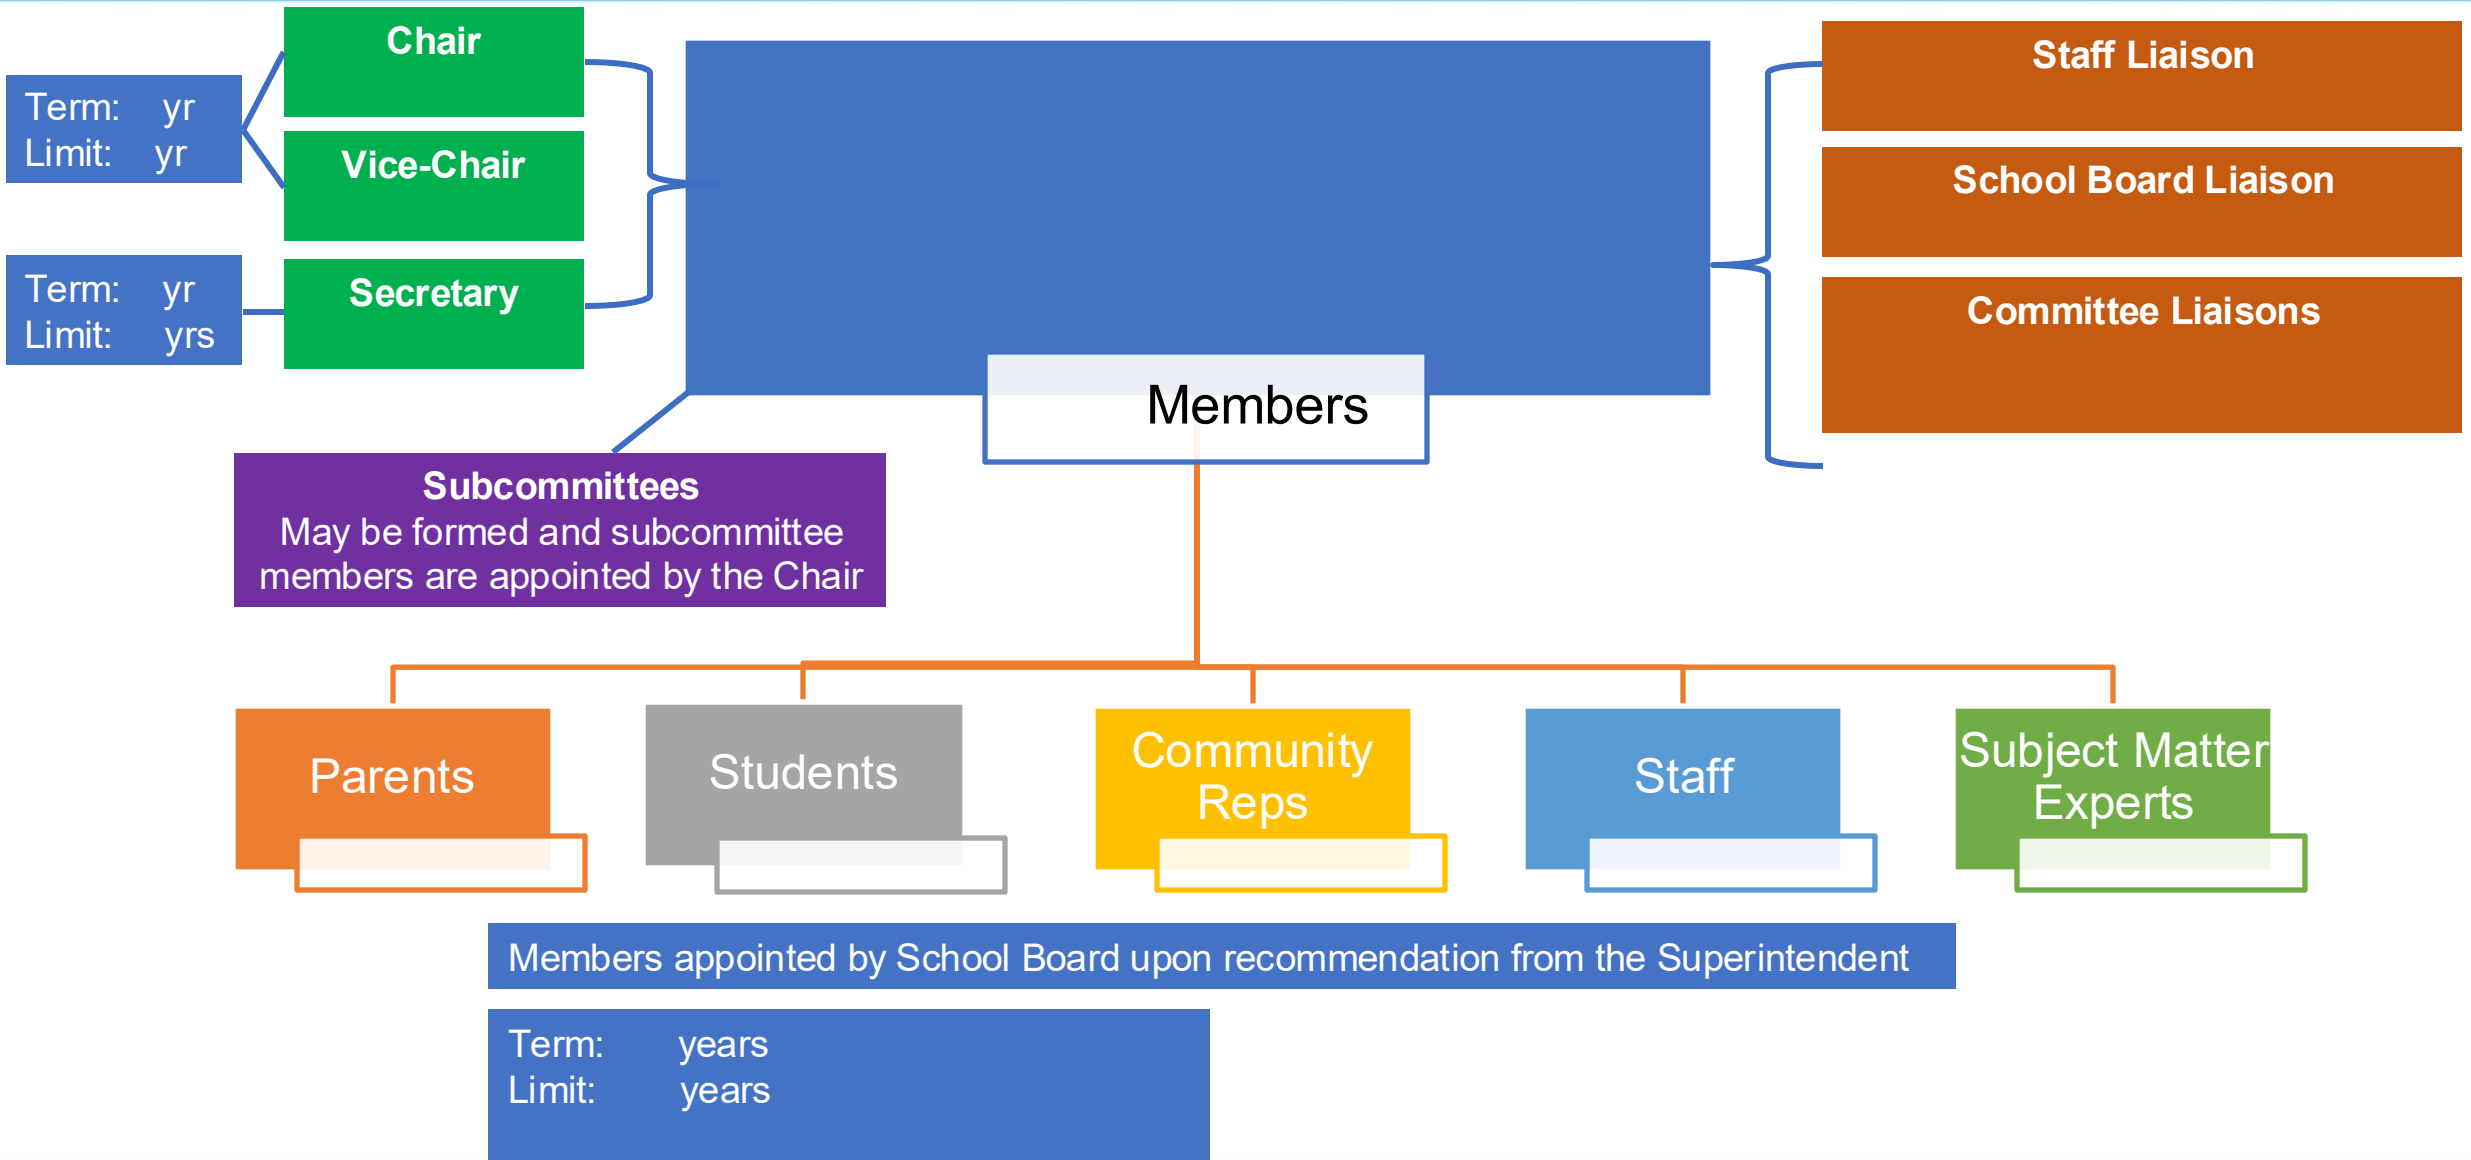 Chair
Term: yr
Limit: yr
Vice-Chair
Term: yr
Limit: yrs
Secretary
Staff Liaison
School Board Liaison
Committee Liaisons
Members
Subcommittees
May be formed and subcommittee
members are appointed by the Chair
Parents
Students
Community
Reps
Staff
Subject Matter
Experts
Members appointed by School Board upon recommendation from the Superintendent
Term: years
Limit: years